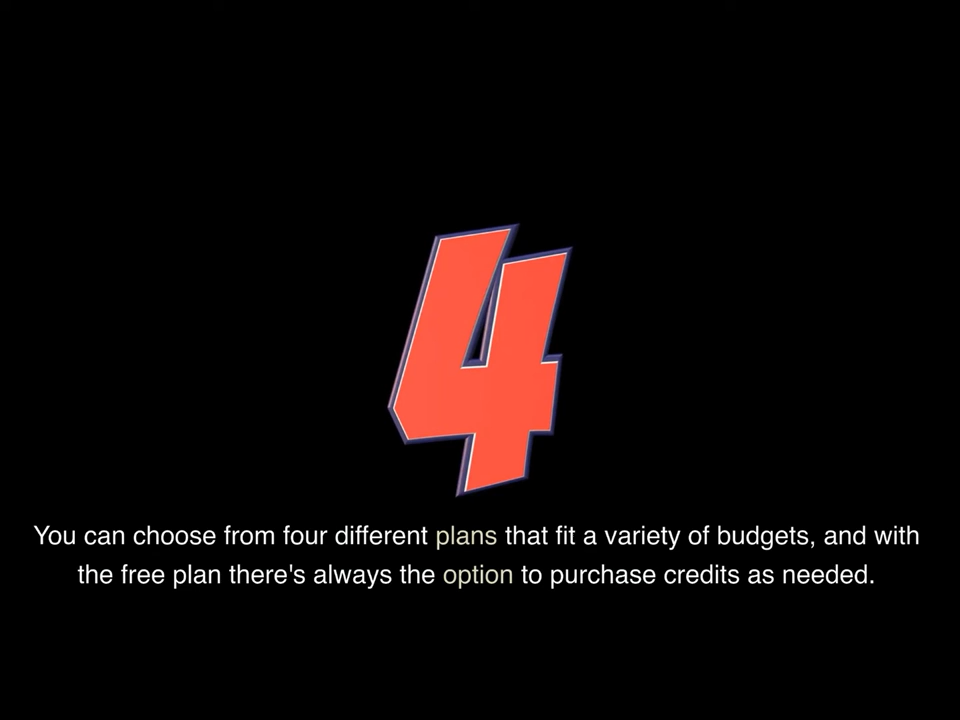 4
You can choose from four different plans that fit a variety of budgets, and with
the free plan there's always the option to purchase credits as needed.